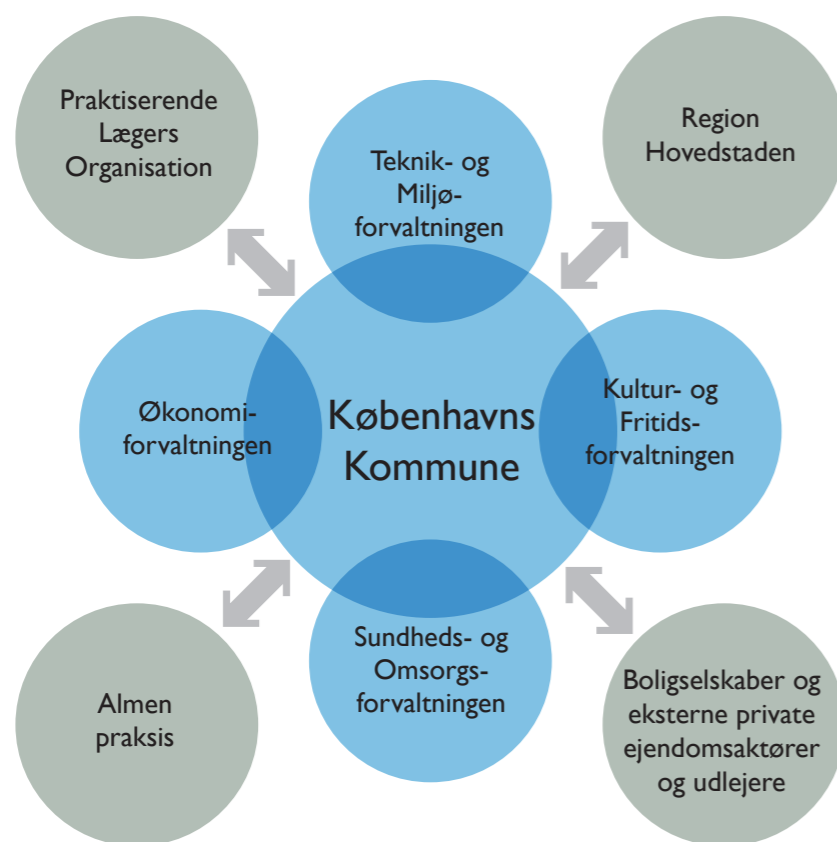 Praktiserende
Lægers
Organisation
Teknik- og
Miljø-
forvaltningen
Region
Hovedstaden
Økonomi-
forvaltningen
Københavns
Kommune
Kultur- og
Fritids-
forvaltningen
Almen
praksis
Sundheds- og
Omsorgs-
forvaltningen
Boligselskaber og
eksterne private
ejendomsaktører
og udlejere